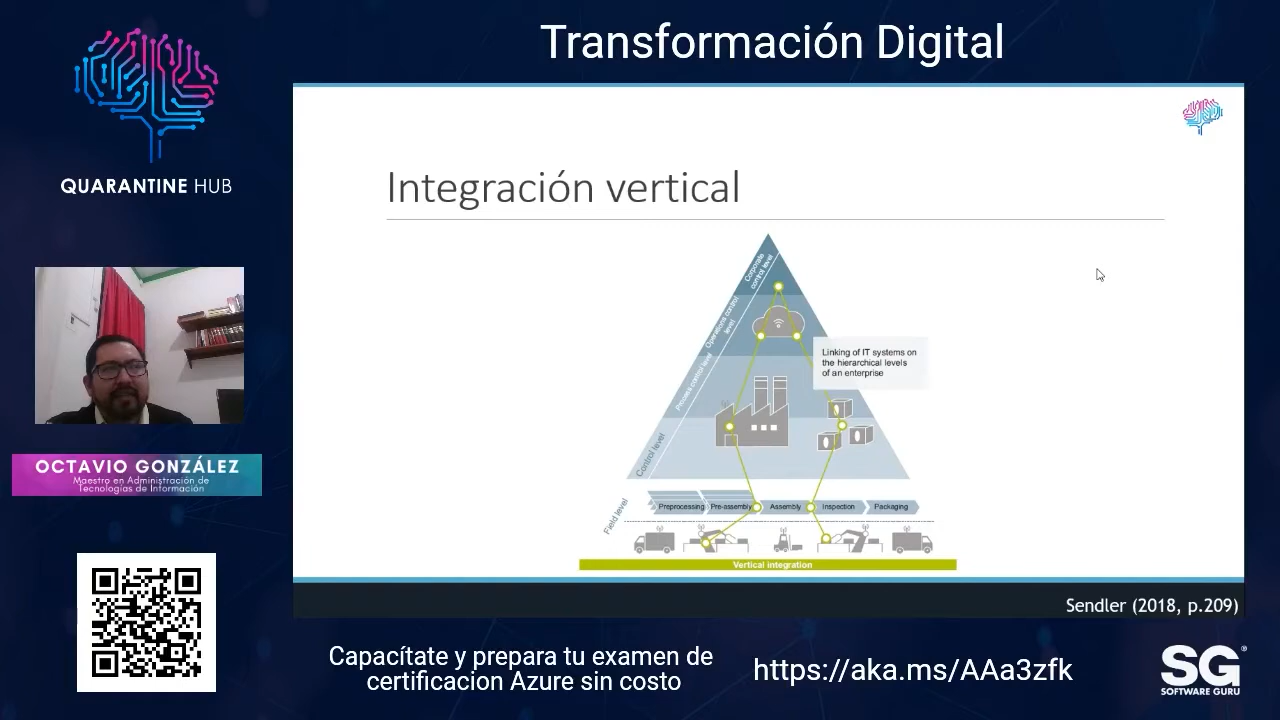 Transformación Digital
QUARANTINE HUB
Integración vertical
Corporate
control level
Operations control
level
Process control level
Control level
Field level
Linking of IT systems on
the hierarchical levels
of an enterprise
Preprocessing
Pre-assembly
Assembly
Inspection
Packaging
Vertical integration
OCTAVIO GONZÁLEZ
Maestro en Administración de
Tecnologías de Información
Sendler (2018, p.209)
Capacítate y prepara tu examen de
certificacion Azure sin costo
https://aka.ms/AAa3zfk
SG®
SOFTWARE GURU